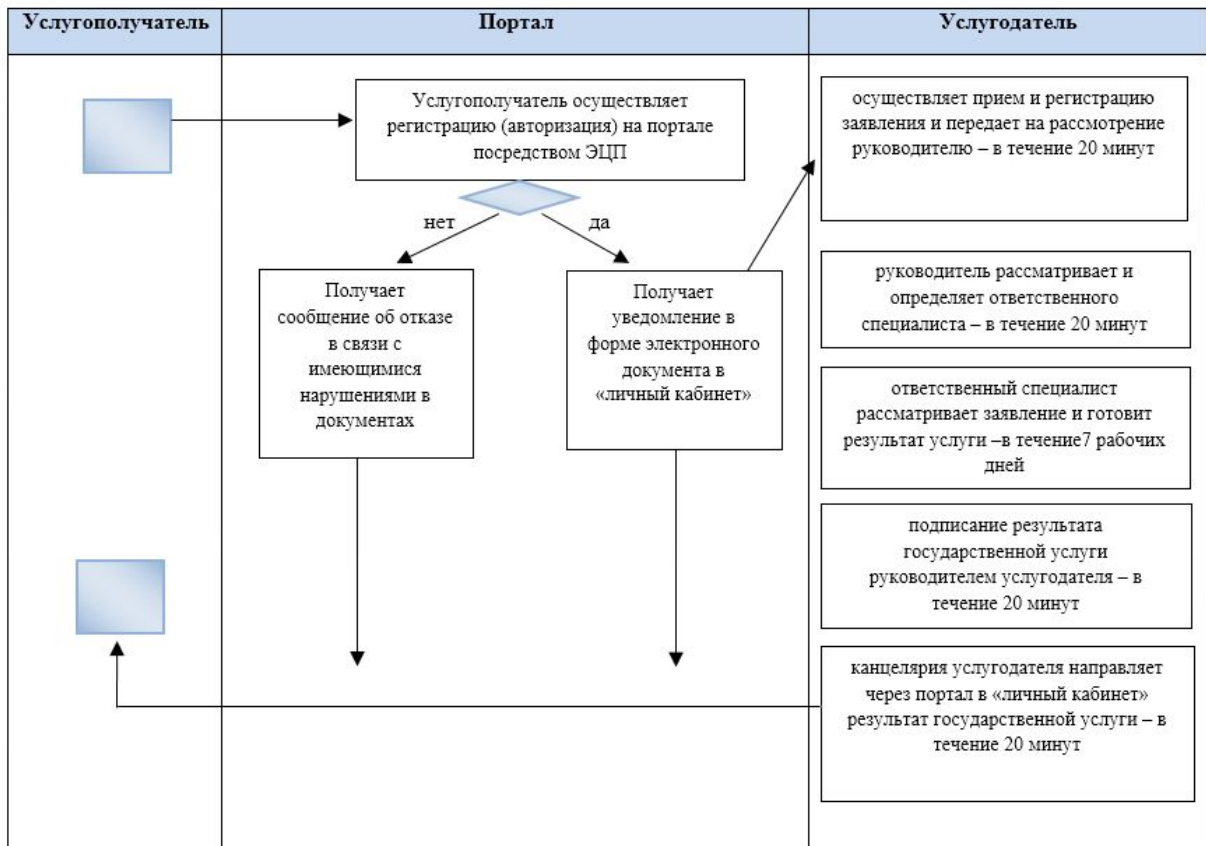 Услугополучатель
Портал
Услугодатель
Услугополучатель осуществляет
регистрацию (авторизация) на портале
посредством ЭЦП
нет
да
Получает
сообщение об отказе
в связи с
имеющимися
нарушениями в
документах
Получает
уведомление в
форме электронного
документа в
«личный кабинет»
осуществляет прием и регистрацию
заявления и передает на рассмотрение
руководителю – в течение 20 минут
руководитель рассматривает и
определяет ответственного
специалиста – в течение 20 минут
ответственный специалист
рассматривает заявление и готовит
результат услуги –в течение7 рабочих
дней
подписание результата
государственной услуги
руководителем услугодателя – в
течение 20 минут
канцелярия услугодателя направляет
через портал в «личный кабинет»
результат государственной услуги – в
течение 20 минут